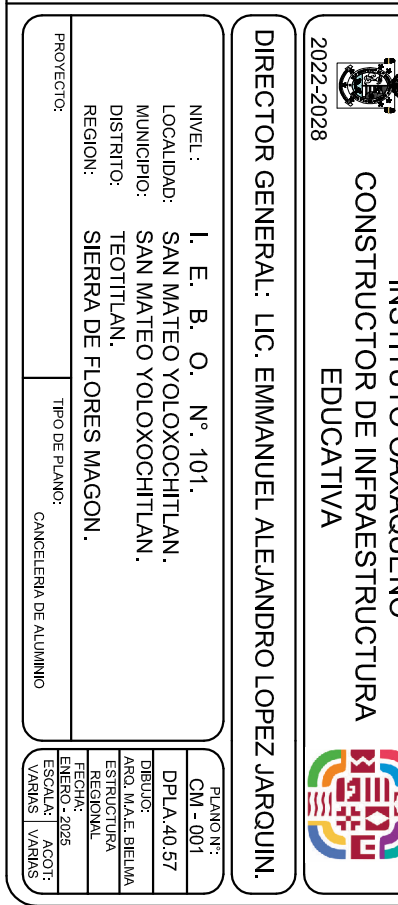 INSTITUTO OAXAQUEÑO
CONSTRUCTOR DE INFRAESTRUCTURA
EDUCATIVA
2022-2028
DIRECTOR GENERAL: LIC. EMMANUEL ALEJANDRO LOPEZ JARQUIN.
NIVEL : I. E. B. O. N°. 101.
LOCALIDAD: SAN MATEO YOLOXOCHITLAN.
MUNICIPIO: SAN MATEO YOLOXOCHITLAN.
DISTRITO: TEOTITLAN.
REGION: SIERRA DE FLORES MAGON.
PROYECTO:
TIPO DE PLANO:
CANCELERIA DE ALUMINIO
PLANO N°:
CM - 001
DPLA-40.57
DIBUJO:
ARQ. M.A.E. BIELMA
ESTRUCTURA
REGIONAL
FECHA:
ENERO - 2025
ESCALA: ACOT:
VARIAS VARIAS